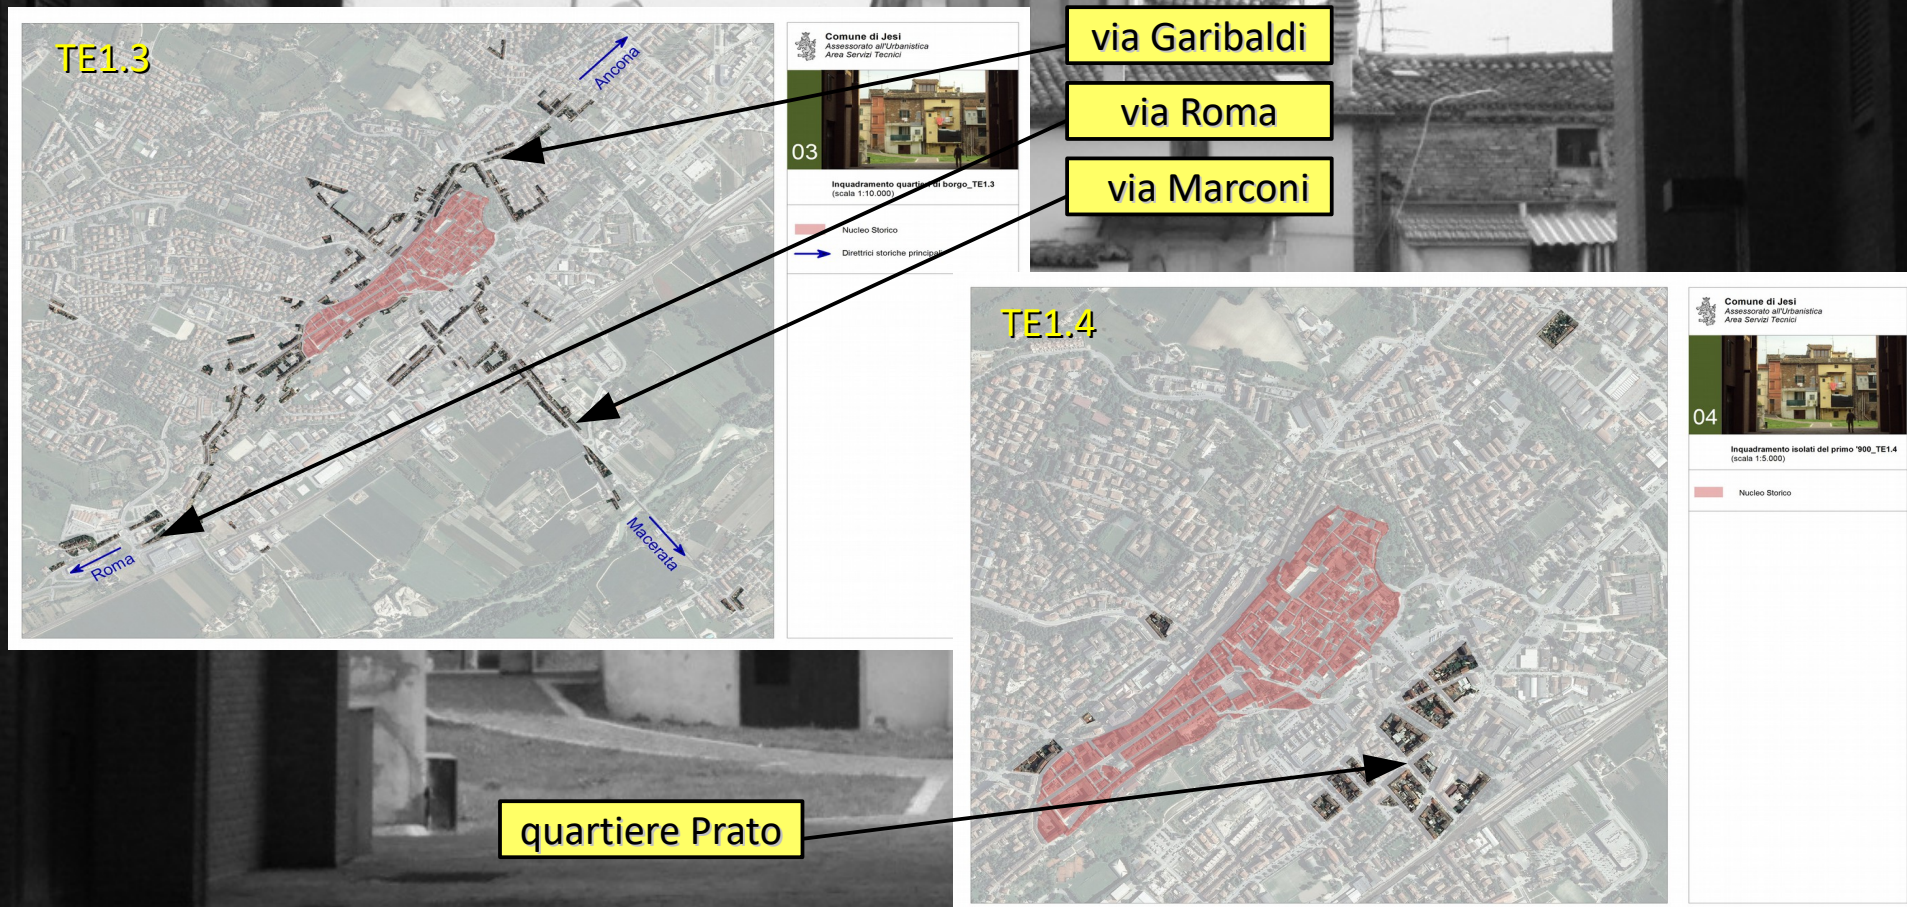 TE1.3
Ancona
Roma
Macerata
Comune di Jesi
Assessorato all'Urbanistica
Area Servizi Tecnici
03
Inquadramento quartieri di borgo_TE1.3
(scala 1:10.000)
Nucleo Storico
Direttrici storiche principali
via Garibaldi
via Roma
via Marconi
TE1.4
Comune di Jesi
Assessorato all'Urbanistica
Area Servizi Tecnici
04
Inquadramento isolati del primo '900_TE1.4
(scala 1:5.000)
Nucleo Storico
quartiere Prato